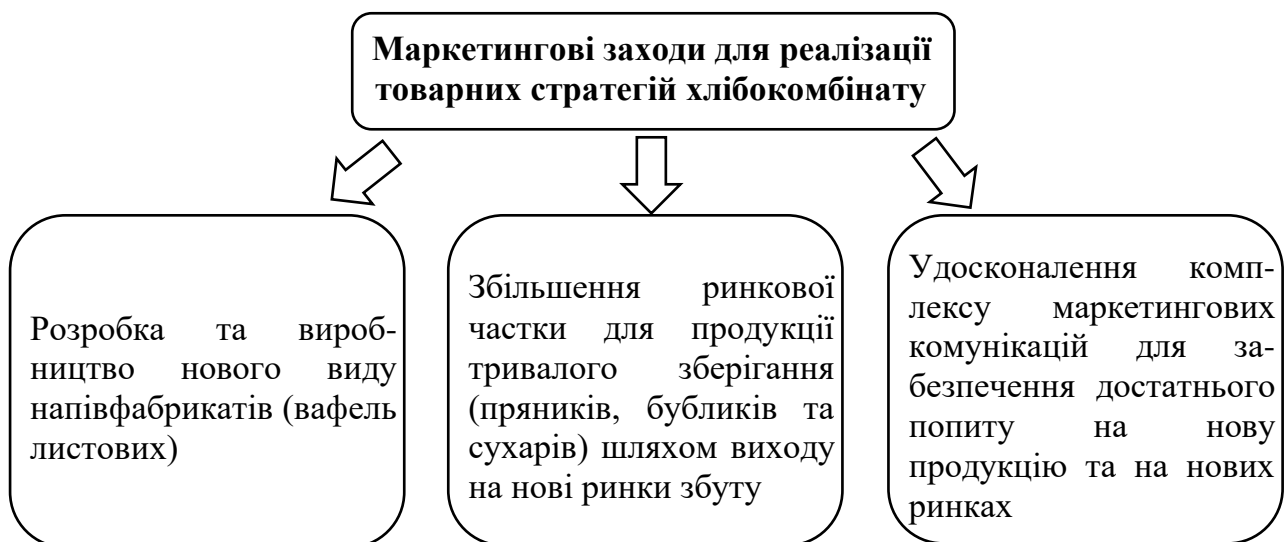 Маркетингові заходи для реалізації
товарних стратегій хлібокомбінату
Розробка та вироб-
ництво нового виду
напівфабрикатів (вафель
листових)
Збільшення ринкової
частки для продукції
тривалого зберігання
(пряників, бубликів та
сухарів) шляхом виходу
на нові ринки збуту
Удосконалення комп-
лексу маркетингових
комунікацій для за-
безпечення достатнього
попиту на нову
продукцію та на нових
ринках